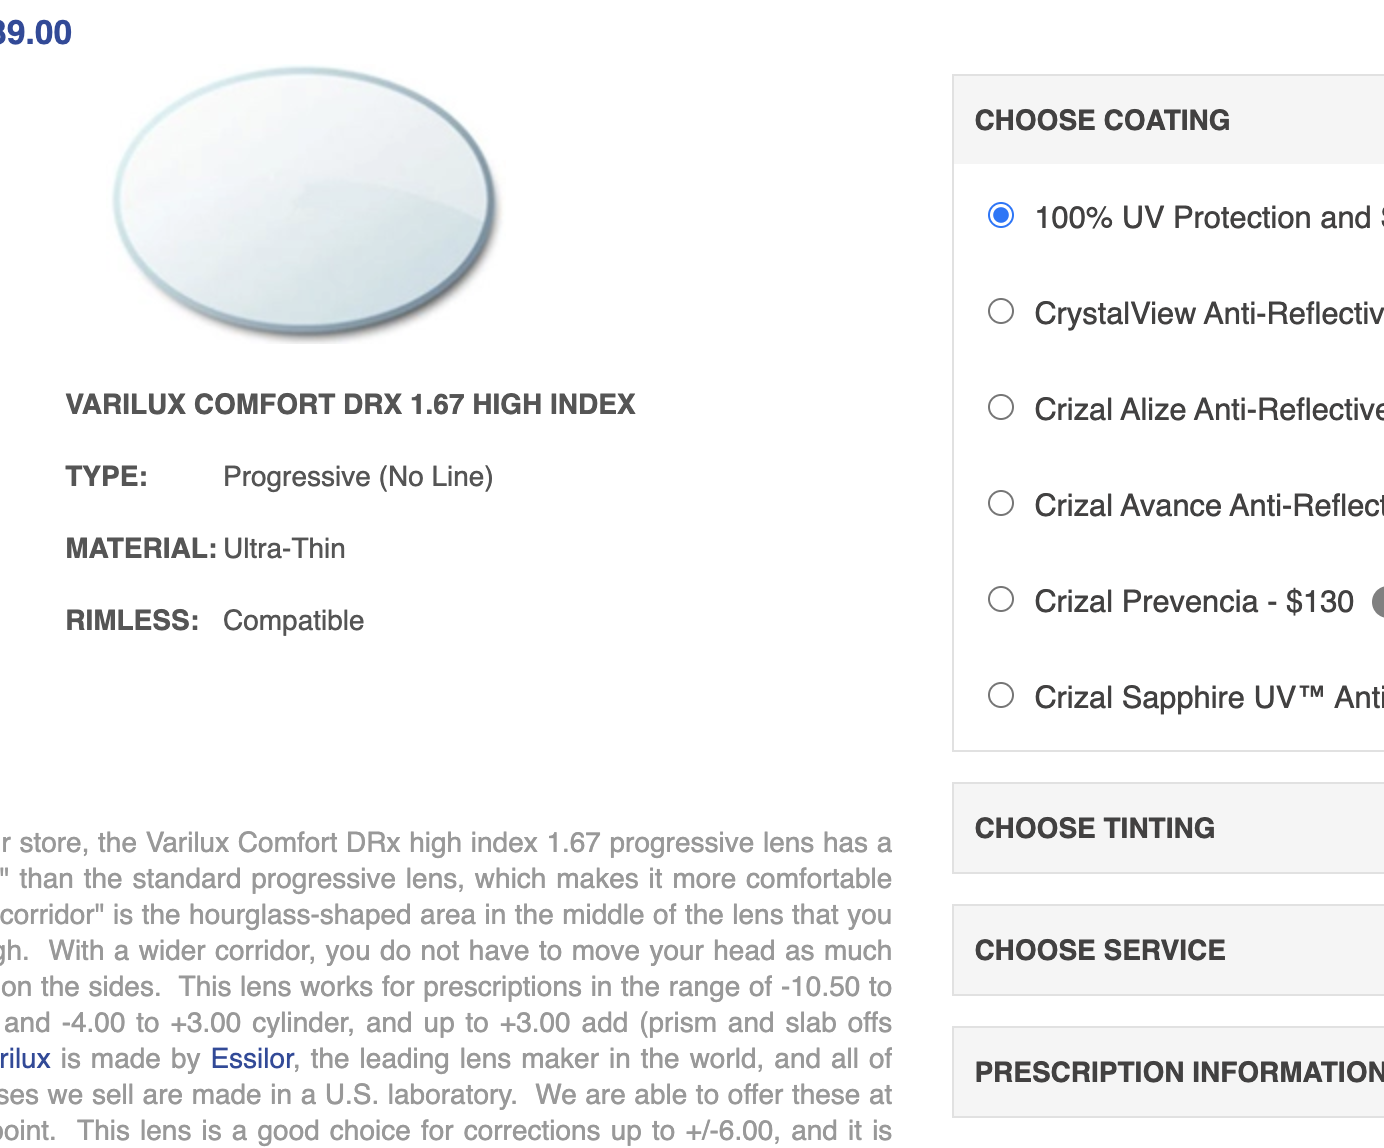 39.00
CHOOSE COATING
100% UV Protection and
CrystalView Anti-Reflectiv
Crizal Alize Anti-Reflective
Crizal Avance Anti-Reflect
Crizal Prevencia - $130
Crizal Sapphire UV™ Anti
CHOOSE TINTING
CHOOSE SERVICE
PRESCRIPTION INFORMATION
VARILUX COMFORT DRX 1.67 HIGH INDEX
TYPE: Progressive (No Line)
MATERIAL: Ultra-Thin
RIMLESS: Compatible
r store, the Varilux Comfort DRx high index 1.67 progressive lens has a
" than the standard progressive lens, which makes it more comfortable
corridor" is the hourglass-shaped area in the middle of the lens that you
gh. With a wider corridor, you do not have to move your head as much
on the sides. This lens works for prescriptions in the range of -10.50 to
and -4.00 to +3.00 cylinder, and up to +3.00 add (prism and slab offs
rilux is made by Essilor, the leading lens maker in the world, and all of
ses we sell are made in a U.S. laboratory. We are able to offer these at
point. This lens is a good choice for corrections up to +/-6.00, and it is